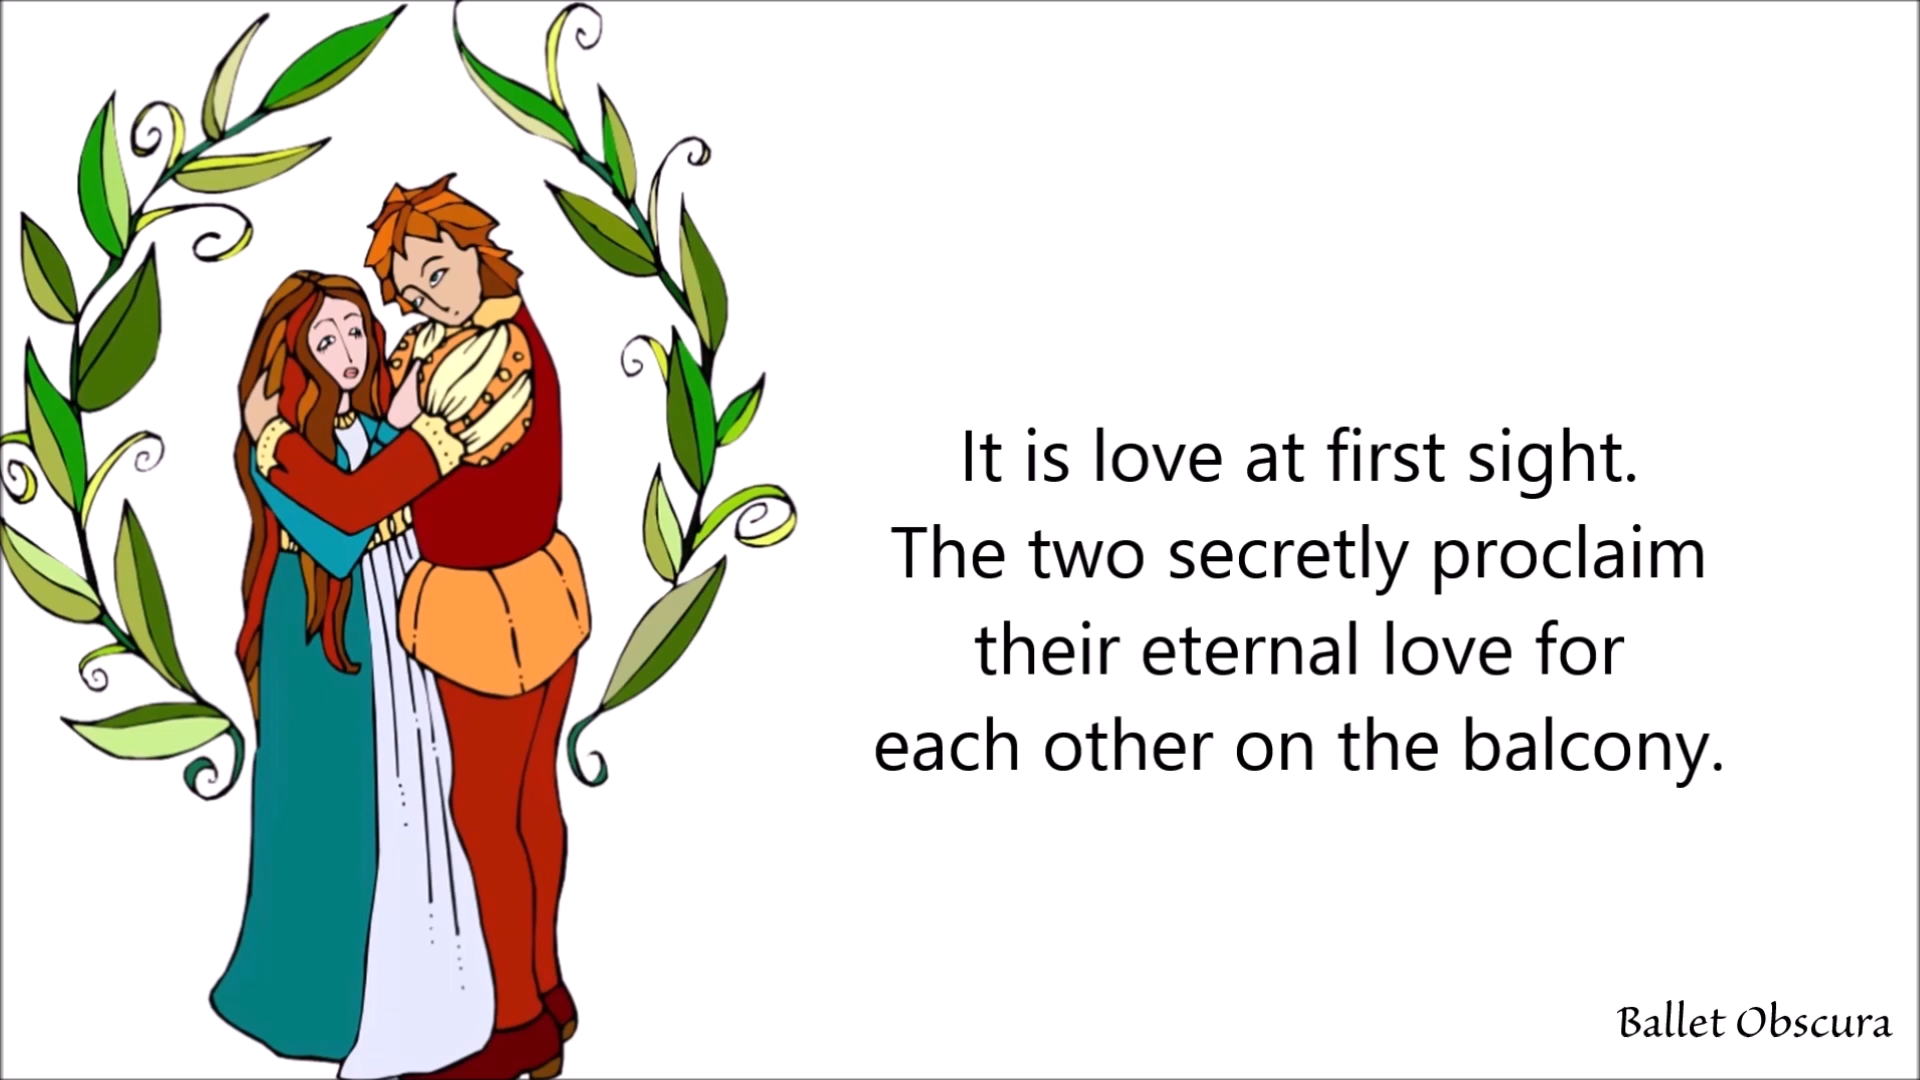 It is love at first sight.
The two secretly proclaim
their eternal love for
each other on the balcony.
Ballet Obscura